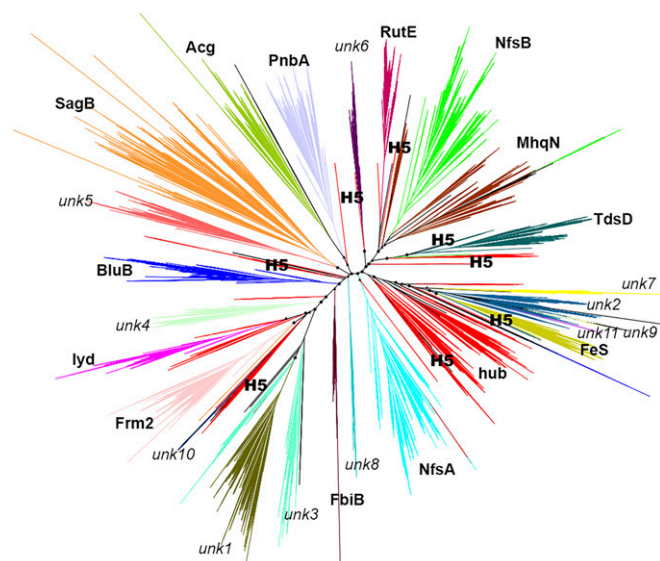 unk6
RutE
NfsB
Acg
PnbA
SagB
H5
MhqN
H5
unk5
TdsD
H5
H5
H5
BluB
unk7
unk2
unk4
H5
unk11 unk9
FeS
H5
hub
Iyd
H5
Frm2
unk10
unk8
NfsA
FbiB
unk3
unk1